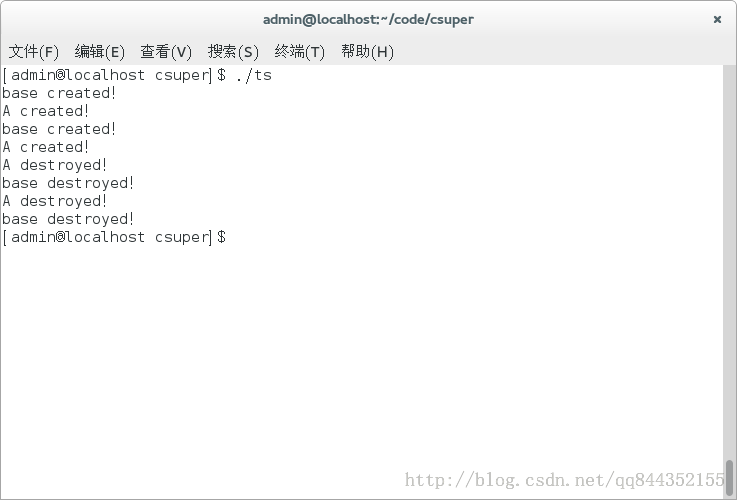 admin@localhost:~/code/csuper ×
文件(F) 编辑(E) 查看(V) 搜索(S) 终端(T) 帮助(H)
[admin@localhost csuper]$ ./ts
base created!
A created!
base created!
A created!
A destroyed!
base destroyed!
A destroyed!
base destroyed!
[admin@localhost csuper]$
http://blog.csdn.net/qq844352155